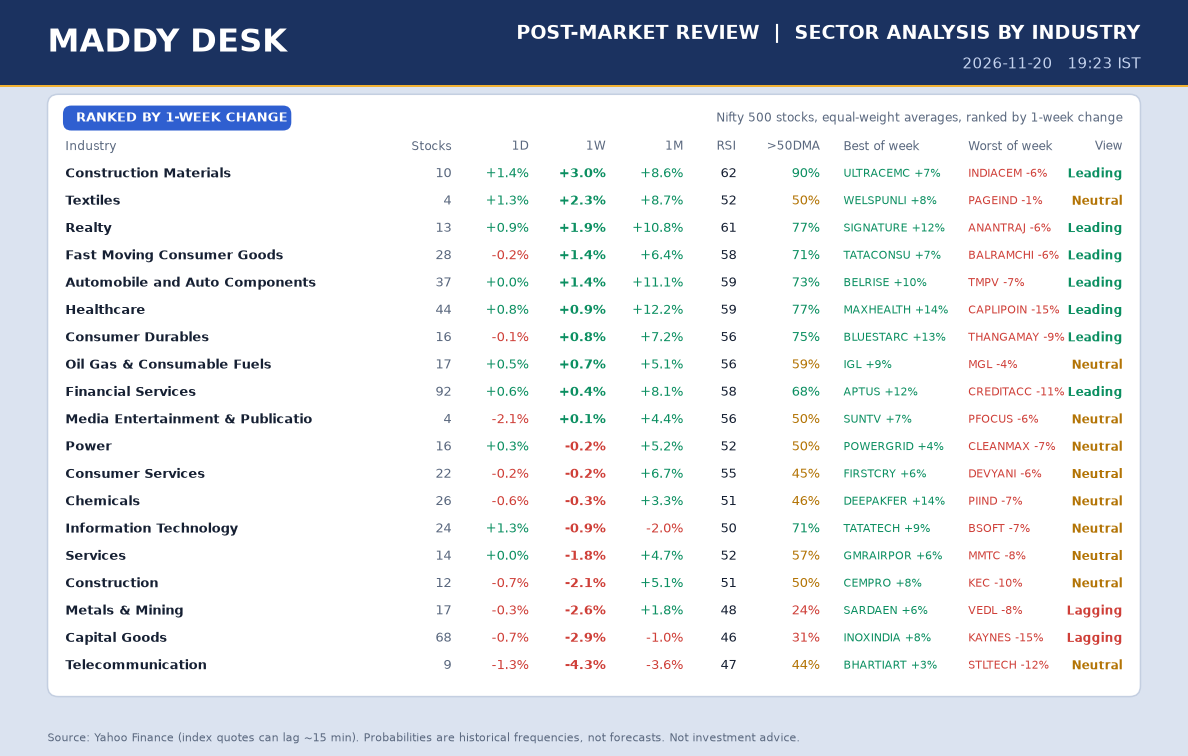 MADDY DESK
POST-MARKET REVIEW | SECTOR ANALYSIS BY INDUSTRY
2026-11-20 19:23 IST
RANKED BY 1-WEEK CHANGE
Nifty 500 stocks, equal-weight averages, ranked by 1-week change
Industry Stocks 1D 1W 1M RSI >50DMA Best of week Worst of week View
Construction Materials 10 +1.4% +3.0% +8.6% 62 90% ULTRACEMC +7% INDIACEM -6% Leading
Textiles 4 +1.3% +2.3% +8.7% 52 50% WELSPUNLI +8% PAGEIND -1% Neutral
Realty 13 +0.9% +1.9% +10.8% 61 77% SIGNATURE +12% ANANTRAJ -6% Leading
Fast Moving Consumer Goods 28 -0.2% +1.4% +6.4% 58 71% TATACONSU +7% BALRAMCHI -6% Leading
Automobile and Auto Components 37 +0.0% +1.4% +11.1% 59 73% BELRISE +10% TMPV -7% Leading
Healthcare 44 +0.8% +0.9% +12.2% 59 77% MAXHEALTH +14% CAPLIPOIN -15% Leading
Consumer Durables 16 -0.1% +0.8% +7.2% 56 75% BLUESTARC +13% THANGAMAY -9% Leading
Oil Gas & Consumable Fuels 17 +0.5% +0.7% +5.1% 56 59% IGL +9% MGL -4% Neutral
Financial Services 92 +0.6% +0.4% +8.1% 58 68% APTUS +12% CREDITACC -11% Leading
Media Entertainment & Publicatio 4 -2.1% +0.1% +4.4% 56 50% SUNTV +7% PFOCUS -6% Neutral
Power 16 +0.3% -0.2% +5.2% 52 50% POWERGRID +4% CLEANMAX -7% Neutral
Consumer Services 22 -0.2% -0.2% +6.7% 55 45% FIRSTCRY +6% DEVYANI -6% Neutral
Chemicals 26 -0.6% -0.3% +3.3% 51 46% DEEPAKFER +14% PIIND -7% Neutral
Information Technology 24 +1.3% -0.9% -2.0% 50 71% TATATECH +9% BSOFT -7% Neutral
Services 14 +0.0% -1.8% +4.7% 52 57% GMRAIRPOR +6% MMTC -8% Neutral
Construction 12 -0.7% -2.1% +5.1% 51 50% CEMPRO +8% KEC -10% Neutral
Metals & Mining 17 -0.3% -2.6% +1.8% 48 24% SARDAEN +6% VEDL -8% Lagging
Capital Goods 68 -0.7% -2.9% -1.0% 46 31% INOXINDIA +8% KAYNES -15% Lagging
Telecommunication 9 -1.3% -4.3% -3.6% 47 44% BHARTIART +3% STLTECH -12% Neutral
Source: Yahoo Finance (index quotes can lag ~15 min). Probabilities are historical frequencies, not forecasts. Not investment advice.